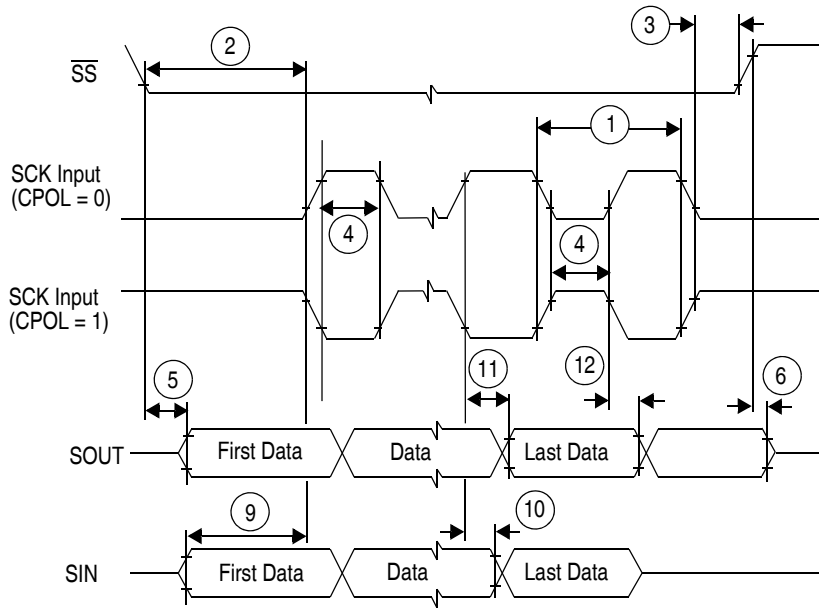 2
3
SS
1
SCK Input
(CPOL = 0)
4
4
SCK Input
(CPOL = 1)
5
11
12
6
SOUT
First Data
Data
Last Data
9
10
SIN
First Data
Data
Last Data